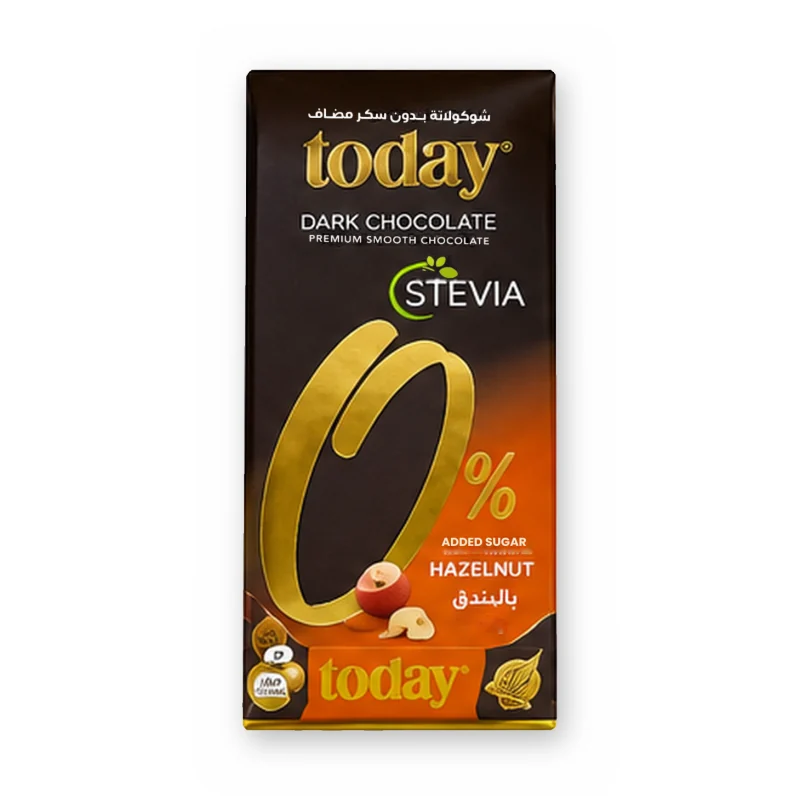 شوكولاتة بدون سكر مضاف
today
DARK CHOCOLATE
PREMIUM SMOOTH CHOCOLATE
STEVIA
0%
ADDED SUGAR
HAZELNUT
بالبندق
today